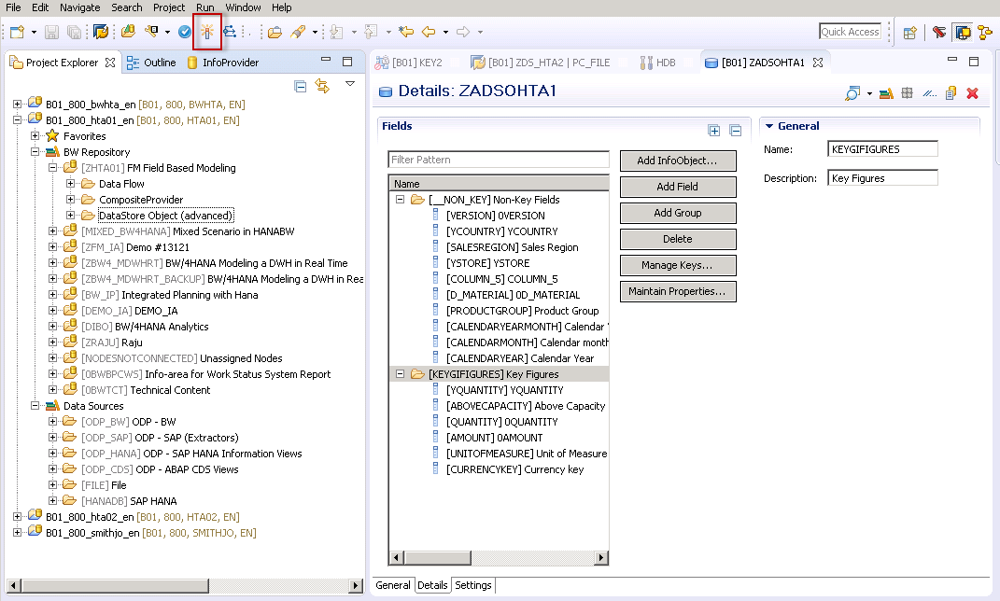 File Edit Navigate Search Project Run Window Help
Quick Access
Project Explorer Outline InfoProvider
[B01] KEY2 [B01] ZDS_HTA2 | PC_FILE HDB [B01] ZADSOHTA1
B01_800_bwhta_en [B01, 800, BWHTA, EN]
B01_800_hta01_en [B01, 800, HTA01, EN]
Favorites
BW Repository
[ZHTA01] FM Field Based Modeling
Data Flow
CompositeProvider
DataStore Object (advanced)
[MIXED_BW4HANA] Mixed Scenario in HANABW
[ZFM_IA] Demo #13121
[ZBW4_MDWHRT] BW/4HANA Modeling a DWH in Real Time
[ZBW4_MDWHRT_BACKUP] BW/4HANA Modeling a DWH in Rea
[BW_IP] Integrated Planning with Hana
[DEMO_IA] DEMO_IA
[DIBO] BW/4HANA Analytics
[ZRAJU] Raju
[NODESNOTCONNECTED] Unassigned Nodes
[0BWBPCWS] Info-area for Work Status System Report
[0BWTCT] Technical Content
Data Sources
[ODP_BW] ODP - BW
[ODP_SAP] ODP - SAP (Extractors)
[ODP_HANA] ODP - SAP HANA Information Views
[ODP_CDS] ODP - ABAP CDS Views
[FILE] File
[HANADB] SAP HANA
B01_800_hta02_en [B01, 800, HTA02, EN]
B01_800_smithjo_en [B01, 800, SMITHJO, EN]
Details: ZADSOHTA1
Fields
Filter Pattern
Name
[__NON_KEY] Non-Key Fields
[VERSION] 0VERSION
[YCOUNTRY] YCOUNTRY
[SALESREGION] Sales Region
[YSTORE] YSTORE
[COLUMN_5] COLUMN_5
[D_MATERIAL] 0D_MATERIAL
[PRODUCTGROUP] Product Group
[CALENDARYEARMONTH] Calendar Y
[CALENDARMONTH] Calendar month
[CALENDARYEAR] Calendar Year
[KEYGIFIGURES] Key Figures
[YQUANTITY] YQUANTITY
[ABOVECAPACITY] Above Capacity
[QUANTITY] 0QUANTITY
[AMOUNT] 0AMOUNT
[UNITOFMEASURE] Unit of Measure
[CURRENCYKEY] Currency key
Add InfoObject...
Add Field
Add Group
Delete
Manage Keys...
Maintain Properties...
General
Name: KEYGIFIGURES
Description: Key Figures
General Details Settings